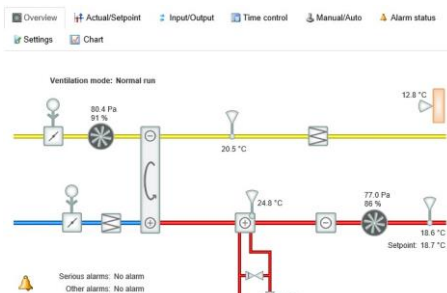 Overview Actual/Setpoint Input/Output Time control Manual/Auto Alarm status
Settings Chart
Ventilation mode: Normal run
12.8 °C
80.4 Pa
91 %
20.5 °C
77.0 Pa
86 %
24.8 °C
18.6 °C
Setpoint: 18.7 °C
Serious alarms: No alarm
Other alarms: No alarm